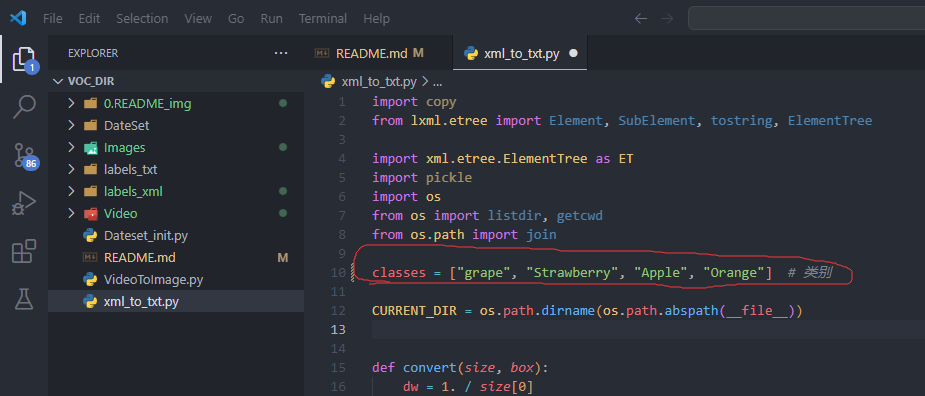 File Edit Selection View Go Run Terminal Help
EXPLORER
README.md M
xml_to_txt.py
VOC_DIR
xml_to_txt.py > ...
0.README_img
DateSet
Images
labels_txt
labels_xml
Video
Dateset_init.py
README.md M
VideoToImage.py
xml_to_txt.py
1
86
1 import copy
2 from lxml.etree import Element, SubElement, tostring, ElementTree
3
4 import xml.etree.ElementTree as ET
5 import pickle
6 import os
7 from os import listdir, getcwd
8 from os.path import join
9
10 classes = ["grape", "Strawberry", "Apple", "Orange"] # 类别
11
12 CURRENT_DIR = os.path.dirname(os.path.abspath(__file__))
13
14
15 def convert(size, box):
16 dw = 1. / size[0]